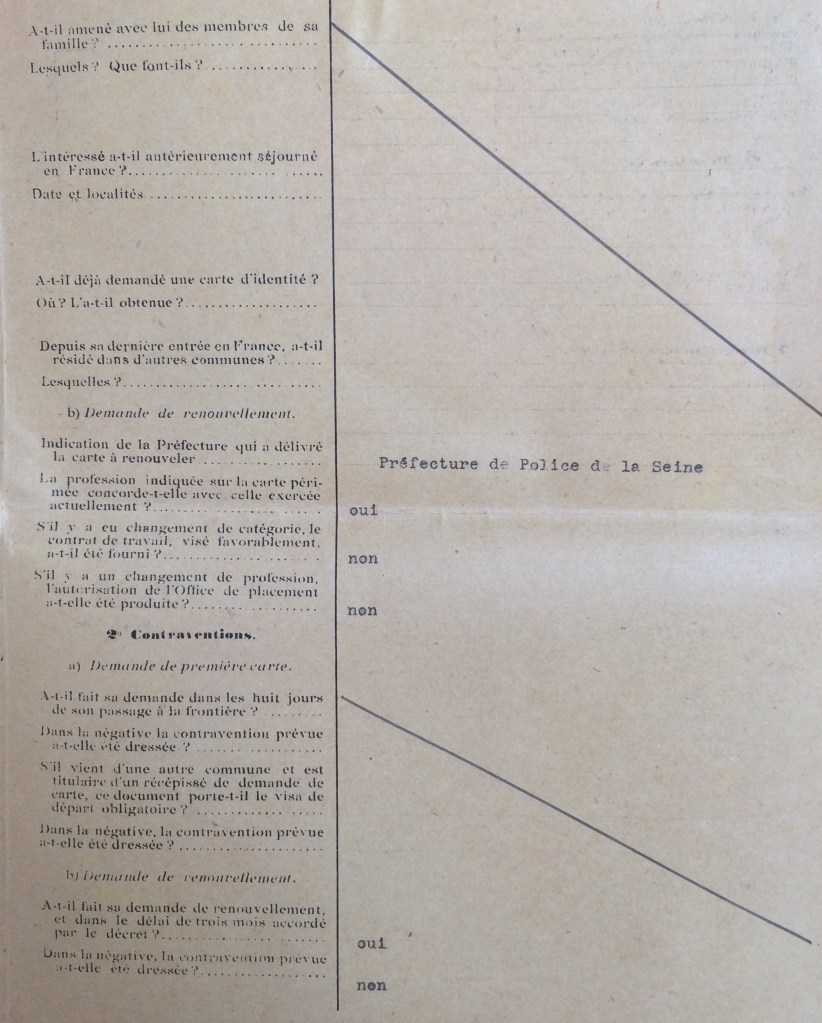 A-t-il amené avec lui des membres de sa
famille ? ..............................
Lesquels ? Que font-ils ? ...............
L'intéressé a-t-il antérieurement séjourné
en France ? ..............................
Date et localités ........................
A-t-il déjà demandé une carte d'identité ?
Où ? L'a-t-il obtenue ? ...................
Depuis sa dernière entrée en France, a-t-il
résidé dans d'autres communes ? .......
Lesquelles ? .............................
b) Demande de renouvellement.
Indication de la Préfecture qui a délivré
la carte à renouveler .................. Préfecture de Police de la Seine
La profession indiquée sur la carte péri-
mée concorde-t-elle avec celle exercée
actuellement ? ......................... oui
S'il y a eu changement de catégorie, le
contrat de travail, visé favorablement,
a-t-il été fourni ? ...................... non
S'il y a un changement de profession,
l'autorisation de l'Office de placement
a-t-elle été produite ? .................. non
2° Contraventions.
a) Demande de première carte.
A-t-il fait sa demande dans les huit jours
de son passage à la frontière ? .........
Dans la négative la contravention prévue
a-t-elle été dressée ? ..................
S'il vient d'une autre commune et est
titulaire d'un récépissé de demande de
carte, ce document porte-t-il le visa de
départ obligatoire ? ...................
Dans la négative, la contravention prévue
a-t-elle été dressée ? .....................
b) Demande de renouvellement.
A-t-il fait sa demande de renouvellement,
et dans le délai de trois mois accordé
par le décret ? ......................... oui
Dans la négative, la contravention prévue
a-t-elle été dressée ? ................... non